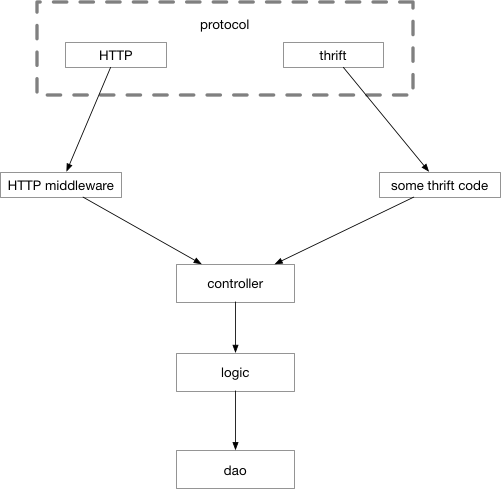 protocol
HTTP
thrift
HTTP middleware
some thrift code
controller
logic
dao